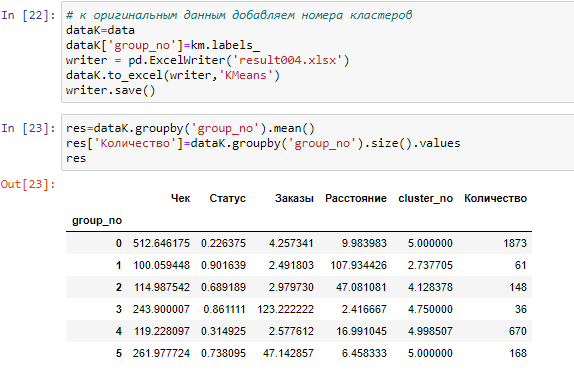 In [22]: # к оригинальным данным добавляем номера кластеров
dataK=data
dataK['group_no']=km.labels_
writer = pd.ExcelWriter('result004.xlsx')
dataK.to_excel(writer,'KMeans')
writer.save()
In [23]: res=dataK.groupby('group_no').mean()
res['Количество']=dataK.groupby('group_no').size().values
res
Out[23]:
Чек Статус Заказы Расстояние cluster_no Количество
group_no
0 512.646175 0.226375 4.257341 9.983983 5.000000 1873
1 100.059448 0.901639 2.491803 107.934426 2.737705 61
2 114.987542 0.689189 2.979730 47.081081 4.128378 148
3 243.900007 0.861111 123.222222 2.416667 4.750000 36
4 119.228097 0.314925 2.577612 16.991045 4.998507 670
5 261.977724 0.738095 47.142857 6.458333 5.000000 168